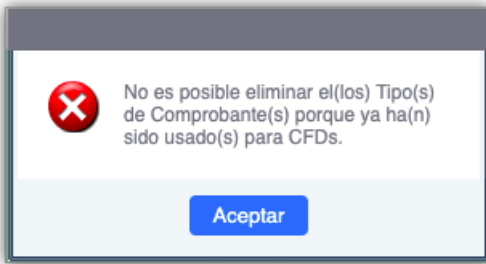 No es posible eliminar el(los) Tipo(s)
de Comprobante(s) porque ya ha(n)
sido usado(s) para CFDs.
Aceptar